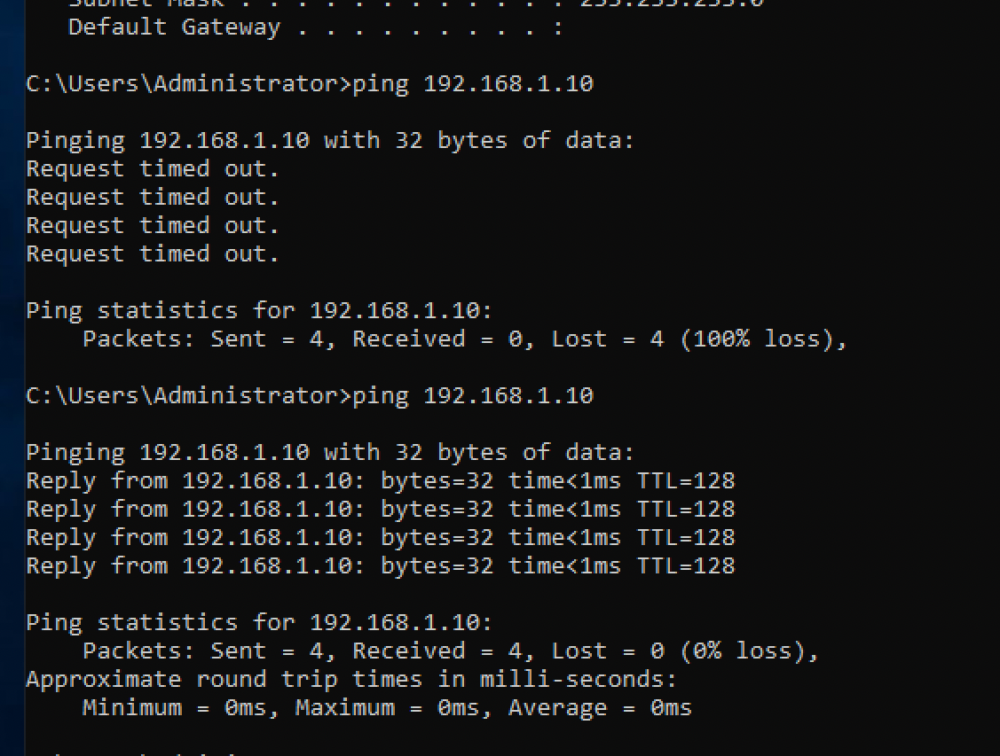 Subnet Mask . . . . . . . . . . . : 255.255.255.0
Default Gateway . . . . . . . . . :
C:\Users\Administrator>ping 192.168.1.10
Pinging 192.168.1.10 with 32 bytes of data:
Request timed out.
Request timed out.
Request timed out.
Request timed out.
Ping statistics for 192.168.1.10:
Packets: Sent = 4, Received = 0, Lost = 4 (100% loss),
C:\Users\Administrator>ping 192.168.1.10
Pinging 192.168.1.10 with 32 bytes of data:
Reply from 192.168.1.10: bytes=32 time<1ms TTL=128
Reply from 192.168.1.10: bytes=32 time<1ms TTL=128
Reply from 192.168.1.10: bytes=32 time<1ms TTL=128
Reply from 192.168.1.10: bytes=32 time<1ms TTL=128
Ping statistics for 192.168.1.10:
Packets: Sent = 4, Received = 4, Lost = 0 (0% loss),
Approximate round trip times in milli-seconds:
Minimum = 0ms, Maximum = 0ms, Average = 0ms